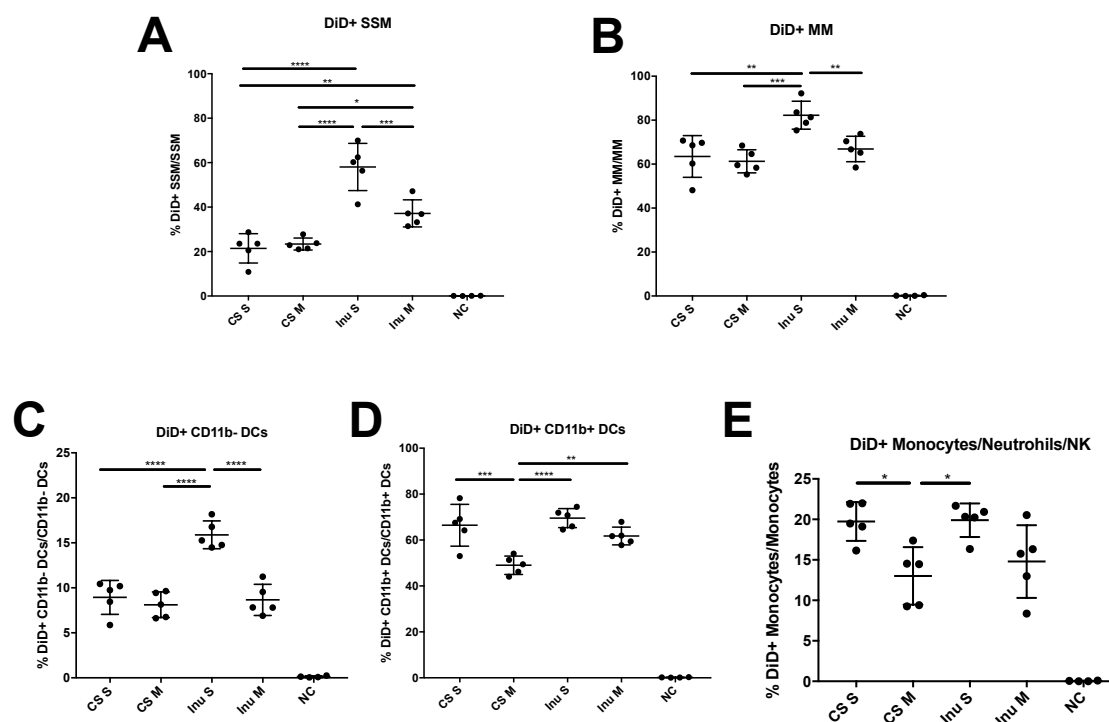 A
DiD+ SSM
% DiD+ SSM/SSM
100
80
60
40
20
0
****
**
*
****
***
CS S
CS M
Inu S
Inu M
NC
B
DiD+ MM
% DiD+ MM/MM
100
80
60
40
20
0
**
**
***
CS S
CS M
Inu S
Inu M
NC
C
DiD+ CD11b- DCs
% DiD+ CD11b- DCs/CD11b- DCs
25
20
15
10
5
0
****
****
****
CS S
CS M
Inu S
Inu M
NC
D
DiD+ CD11b+ DCs
% DiD+ CD11b+ DCs/CD11b+ DCs
100
80
60
40
20
0
**
***
****
CS S
CS M
Inu S
Inu M
NC
E
DiD+ Monocytes/Neutrohils/NK
% DiD+ Monocytes/Monocytes
25
20
15
10
5
0
*
*
CS S
CS M
Inu S
Inu M
NC